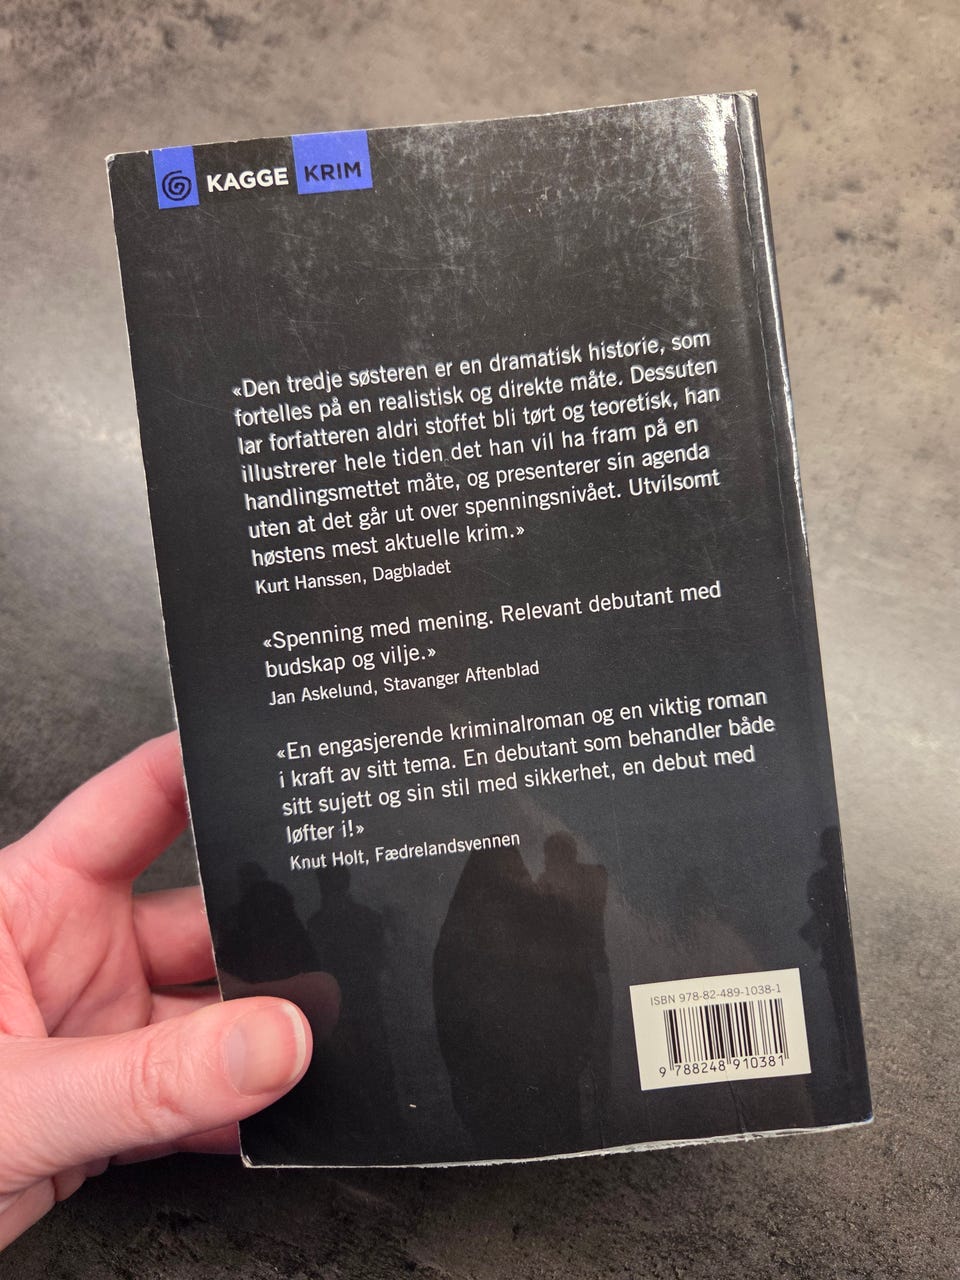 KAGGE KRIM
«Den tredje søsteren er en dramatisk historie, som
fortelles på en realistisk og direkte måte. Dessuten
lar forfatteren aldri stoffet bli tørt og teoretisk, han
illustrerer hele tiden det han vil ha fram på en
handlingsmettet måte, og presenterer sin agenda
uten at det går ut over spenningsnivået. Utvilsomt
høstens mest aktuelle krim.»
Kurt Hanssen, Dagbladet
«Spenning med mening. Relevant debutant med
budskap og vilje.»
Jan Askelund, Stavanger Aftenblad
«En engasjerende kriminalroman og en viktig roman
i kraft av sitt tema. En debutant som behandler både
sitt sujett og sin stil med sikkerhet, en debut med
løfter i!»
Knut Holt, Fædrelandsvennen
ISBN 978-82-489-1038-1
9 788248 910381